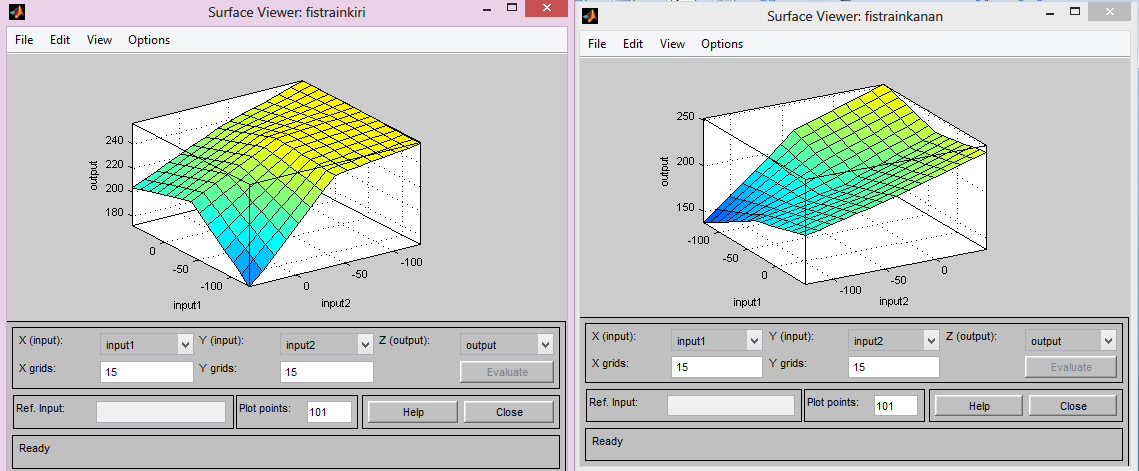 Surface Viewer: fistrainkiri
File Edit View Options
240
220
200
180
output
0
-50
-100
input1
0
-50
-100
input2
X (input): input1 Y (input): input2 Z (output): output
X grids: 15 Y grids: 15 Evaluate
Ref. Input: Plot points: 101 Help Close
Ready
Surface Viewer: fistrainkanan
File Edit View Options
250
200
150
output
-100
-50
0
input1
-100
-50
0
input2
X (input): input1 Y (input): input2 Z (output): output
X grids: 15 Y grids: 15 Evaluate
Ref. Input: Plot points: 101 Help Close
Ready